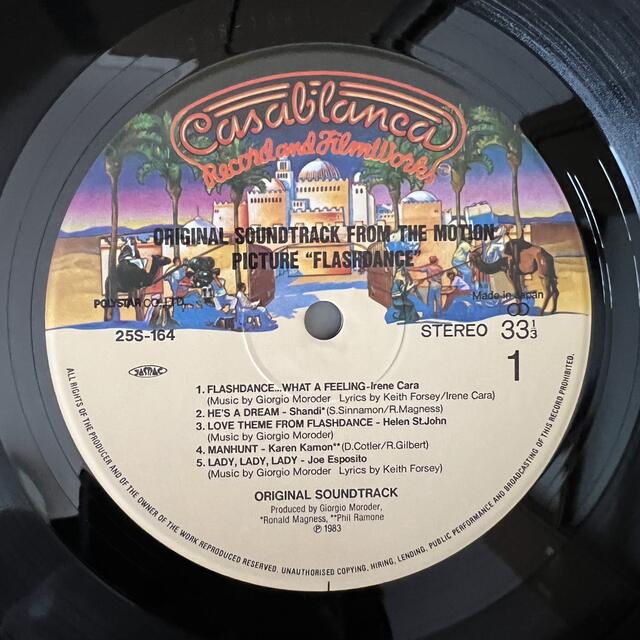 Casablanca
Record and FilmWorks
ORIGINAL SOUNDTRACK FROM THE MOTION
PICTURE "FLASHDANCE"
POLYSTAR CO., LTD.
Made in Japan
25S-164
STEREO 33 1/3
JASRAC
1
1. FLASHDANCE...WHAT A FEELING-Irene Cara
(Music by Giorgio Moroder Lyrics by Keith Forsey/Irene Cara)
2. HE'S A DREAM - Shandi*(S.Sinnamon/R.Magness)
3. LOVE THEME FROM FLASHDANCE - Helen St.John
(Music by Giorgio Moroder)
4. MANHUNT - Karen Kamon**(D.Cotler/R.Gilbert)
5. LADY, LADY, LADY - Joe Esposito
(Music by Giorgio Moroder Lyrics by Keith Forsey)
ORIGINAL SOUNDTRACK
Produced by Giorgio Moroder,
*Ronald Magness, **Phil Ramone
℗ 1983
ALL RIGHTS OF THE PRODUCER AND OF THE OWNER OF THE WORK REPRODUCED RESERVED. UNAUTHORISED COPYING, HIRING, LENDING, PUBLIC PERFORMANCE AND BROADCASTING OF THIS RECORD PROHIBITED.